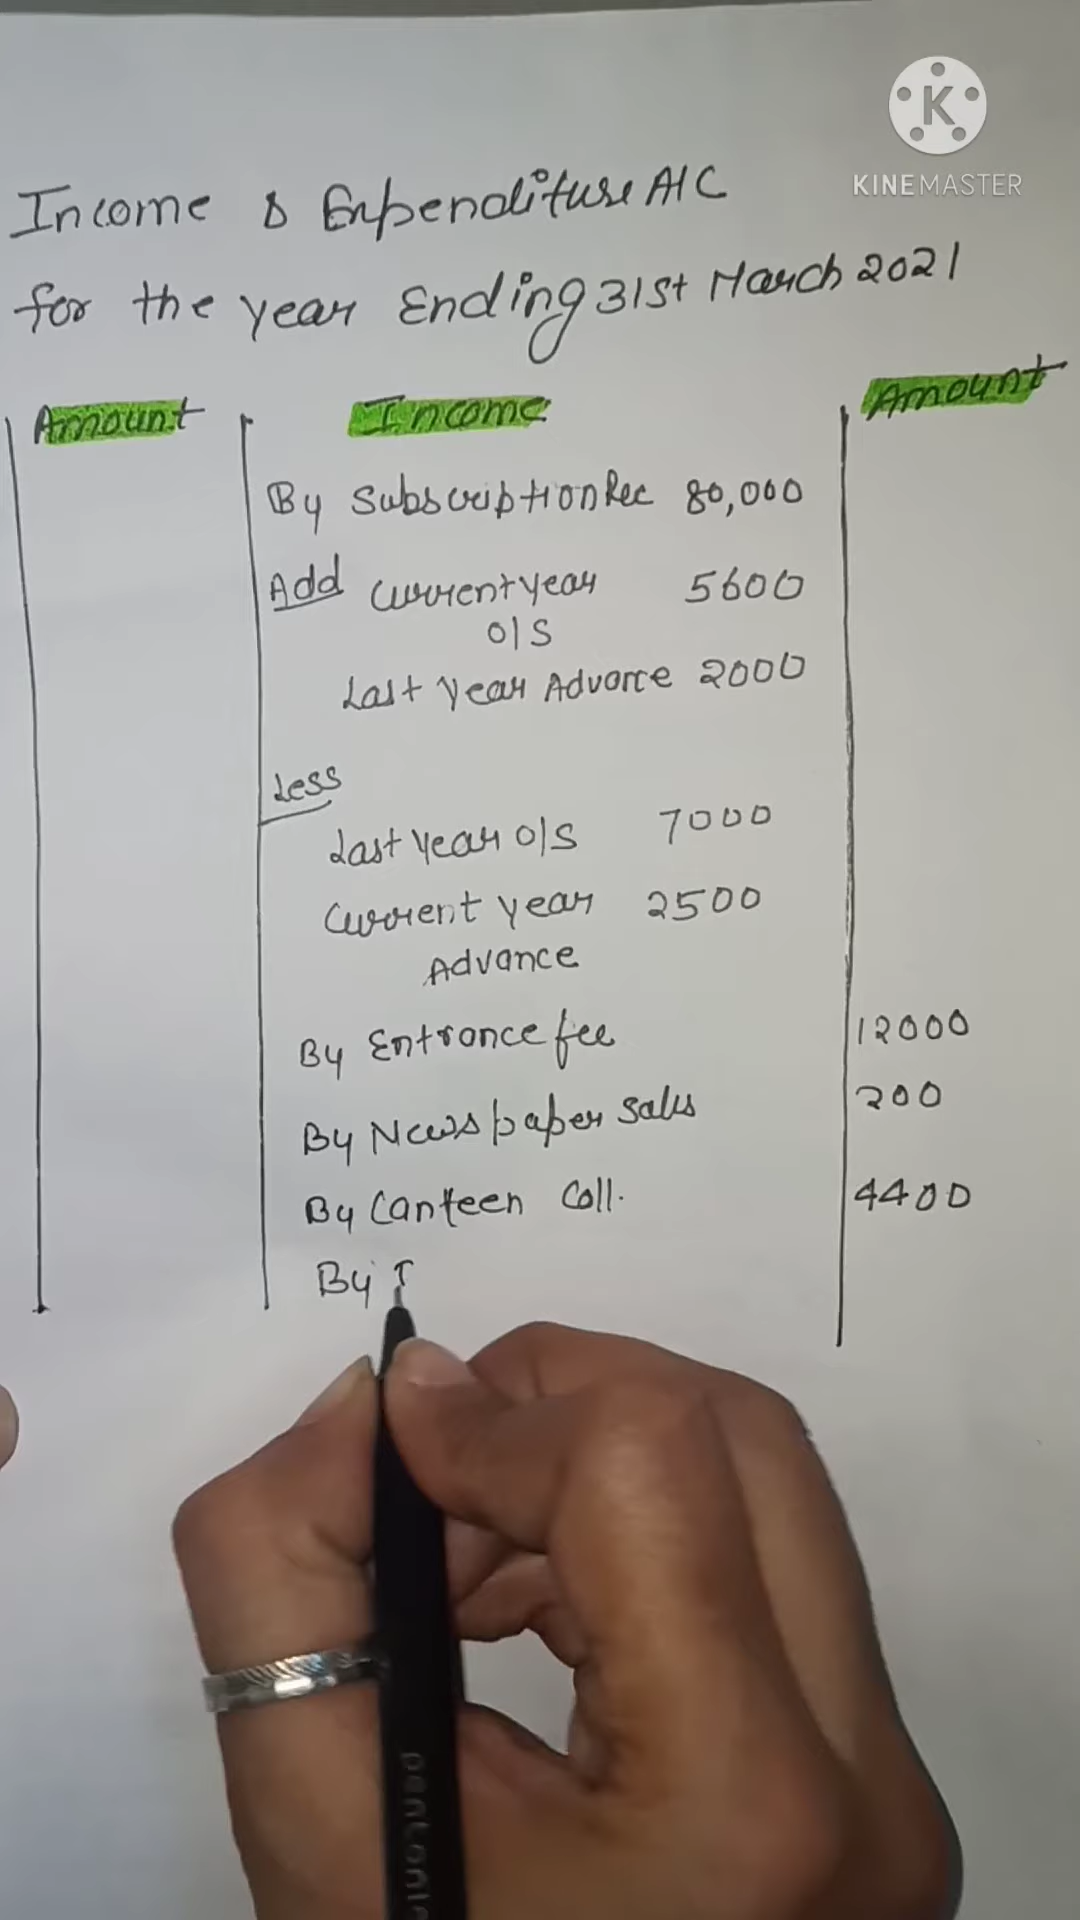 K
KINEMASTER
Income & Expenditure A/C
for the year Ending 31st March 2021
Amount Income Amount
By Subscription Rec 80,000
Add Current year 5600
O/S
Last Year Advance 2000
Less
Last Year O/S 7000
Current year 2500
Advance
By Entrance fee 12000
By Newspaper Sales 200
By Canteen Coll. 4400
By I
pentonic